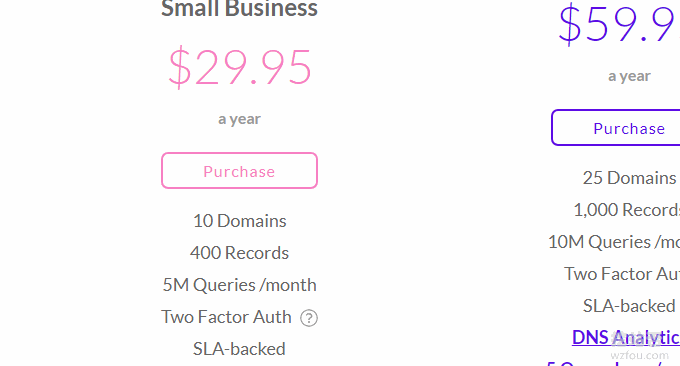 Small Business
$29.95
a year
Purchase
10 Domains
400 Records
5M Queries /month
Two Factor Auth ?
SLA-backed
$59.9
a year
Purchase
25 Domains
1,000 Records
10M Queries /mo
Two Factor Au
SLA-backed
DNS Analytic
wzfou.com